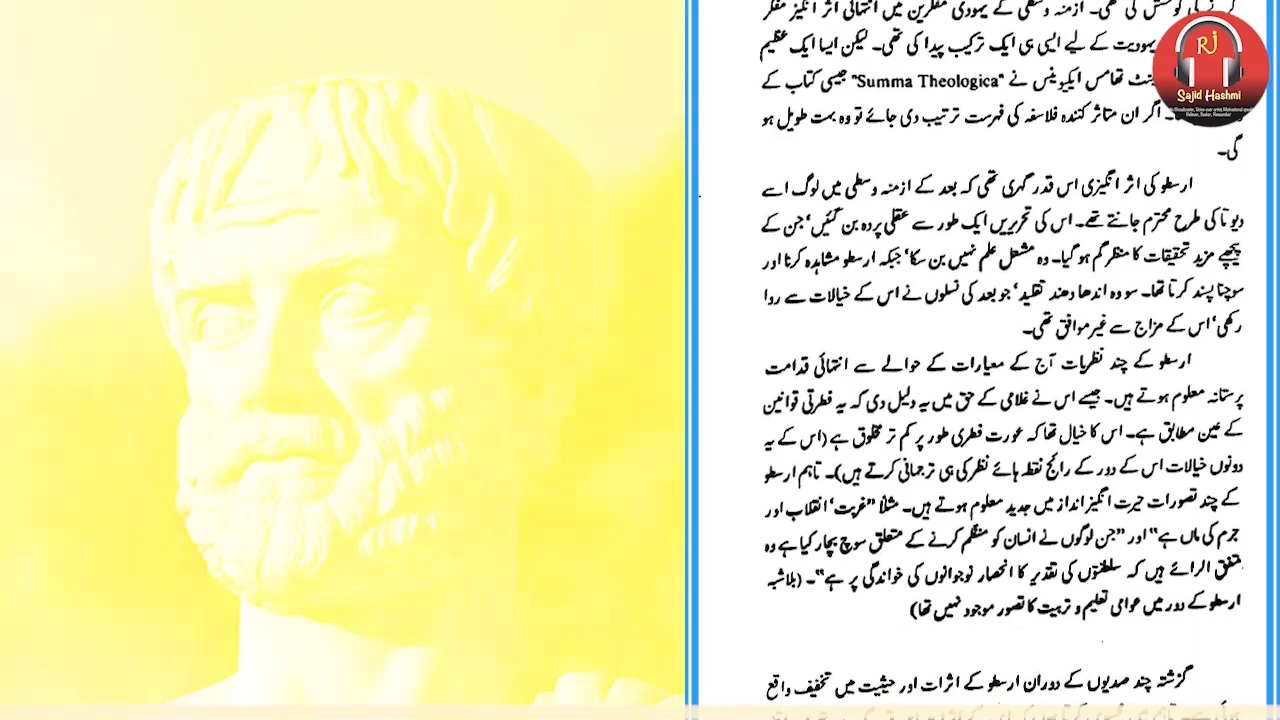 کرنے کی کوشش کی تھی۔ ازمنہ وسطی کے یہودی مفکرین میں انتہائی اثر انگیز مفکر
یہودیت کے لیے ایسی ہی ایک ترکیب پیدا کی تھی۔ لیکن ایسا ایک عظیم
تھامس ایکوینس نے "Summa Theologica" جیسی کتاب کے
اگر ان متاثر کنندہ فلاسفہ کی فہرست ترتیب دی جائے تو وہ بہت طویل ہو
گی۔
ارسطو کی اثر انگیزی اس قدر گہری تھی کہ بعد کے ازمنہ وسطی میں لوگ اسے
دیوتا کی طرح محترم جانتے تھے۔ اس کی تحریریں ایک طور سے عقلی پردہ بن گئیں، جن کے
پیچھے مزید تحقیقات کا منظر گم ہو گیا۔ وہ مشعل علم نہیں بن سکا، جبکہ ارسطو مشاہدہ کرنا اور
سوچنا پسند کرتا تھا۔ سو وہ اندھا دھند تقلید، جو بعد کی نسلوں نے اس کے خیالات سے روا
رکھی، اس کے مزاج سے غیر موافق تھی۔
ارسطو کے چند نظریات آج کے معیارات کے حوالے سے انتہائی قدامت
پرستانہ معلوم ہوتے ہیں۔ جیسے اس نے غلامی کے حق میں یہ دلیل دی کہ یہ فطرتی قوانین
کے عین مطابق ہے۔ اس کا خیال تھا کہ عورت فطری طور پر کم تر مخلوق ہے (اس کے یہ
دونوں خیالات اس کے دور کے رائج نقطہ ہائے نظر کی ہی ترجمانی کرتے ہیں)۔ تاہم ارسطو
کے چند تصورات حیرت انگیز انداز میں جدید معلوم ہوتے ہیں۔ مثلاً ”غربت، انقلاب اور
جرم کی ماں ہے“ اور ”جن لوگوں نے انسان کو منظم کرنے کے متعلق سوچ بچار کیا ہے وہ
متفق الرائے ہیں کہ سلطنتوں کی تقدیر کا انحصار نوجوانوں کی خواندگی پر ہے“۔ (بلاشبہ
ارسطو کے دور میں عوامی تعلیم و تربیت کا تصور موجود نہیں تھا)
گزشتہ چند صدیوں کے دوران ارسطو کے اثرات اور حیثیت میں تخفیف واقع
RJ
Sajid Hashmi